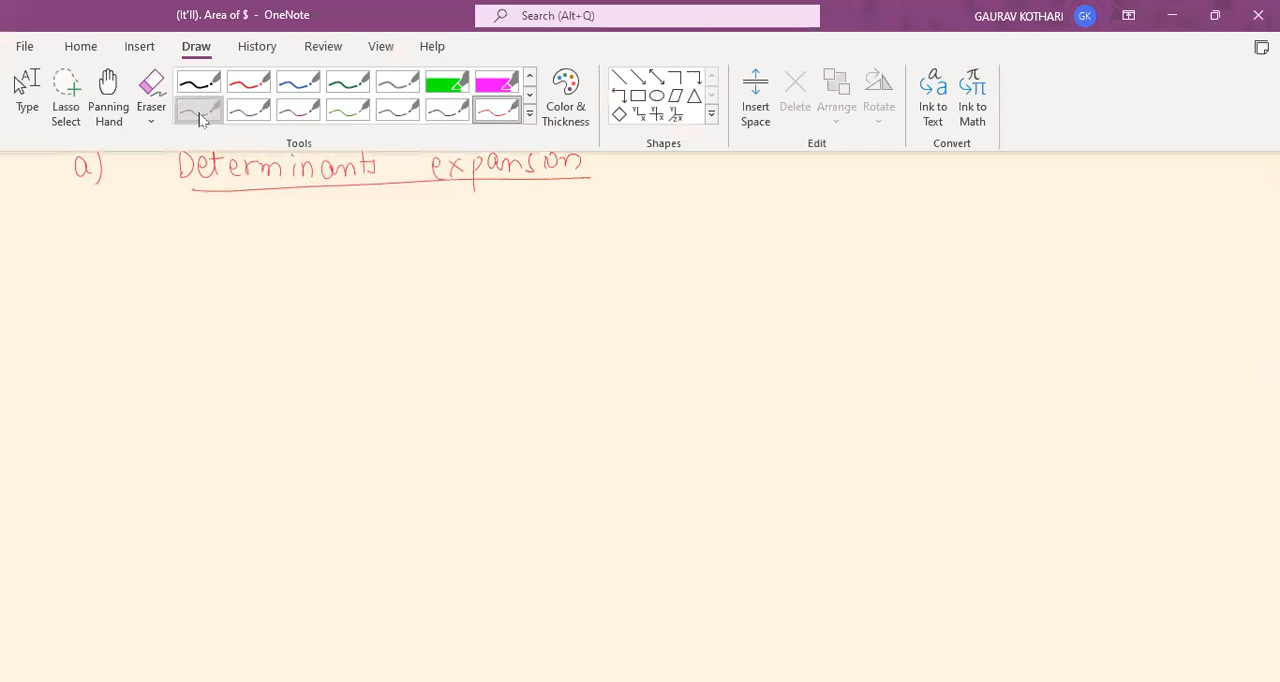 (It'll). Area of $ - OneNote
Search (Alt+Q)
GAURAV KOTHARI GK
File Home Insert Draw History Review View Help
Type
Lasso Select
Panning Hand
Eraser
Color & Thickness
Insert Space
Delete
Arrange
Rotate
Ink to Text
Ink to Math
Tools
Shapes
Edit
Convert
a) Determinants expansion